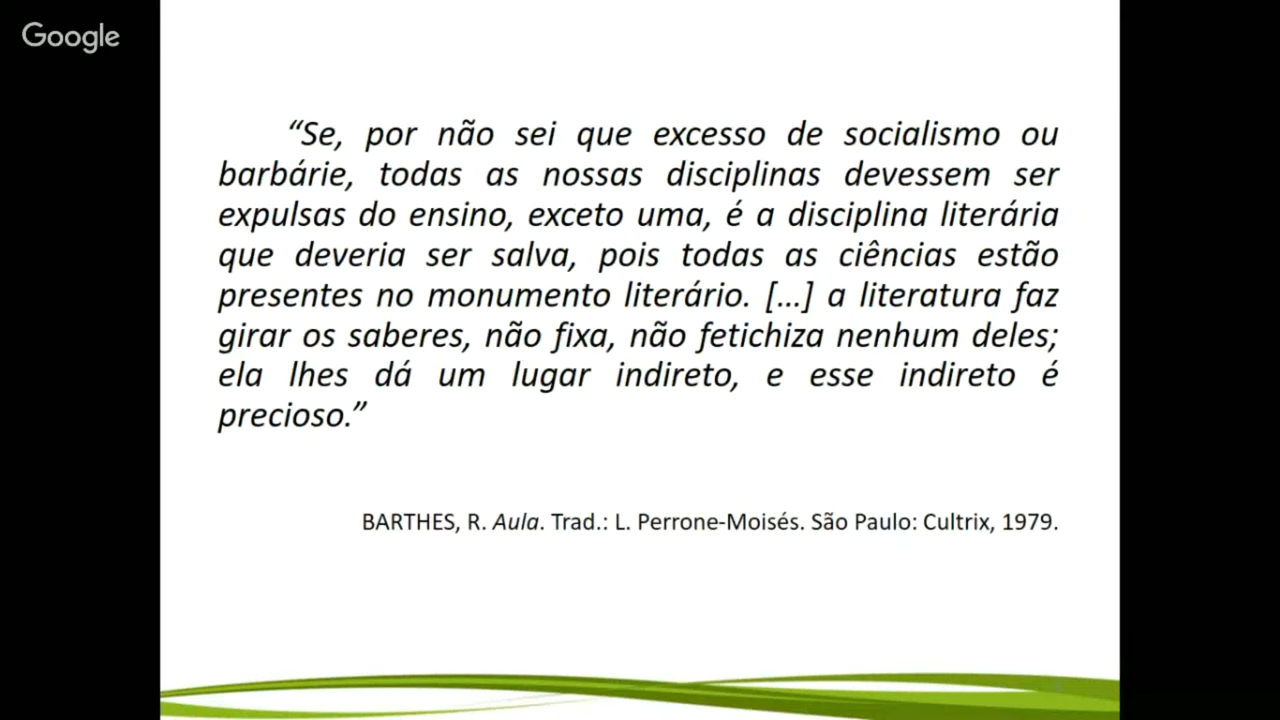 Google
“Se, por não sei que excesso de socialismo ou
barbárie, todas as nossas disciplinas devessem ser
expulsas do ensino, exceto uma, é a disciplina literária
que deveria ser salva, pois todas as ciências estão
presentes no monumento literário. [...] a literatura faz
girar os saberes, não fixa, não fetichiza nenhum deles;
ela lhes dá um lugar indireto, e esse indireto é
precioso.”
BARTHES, R. Aula. Trad.: L. Perrone-Moisés. São Paulo: Cultrix, 1979.